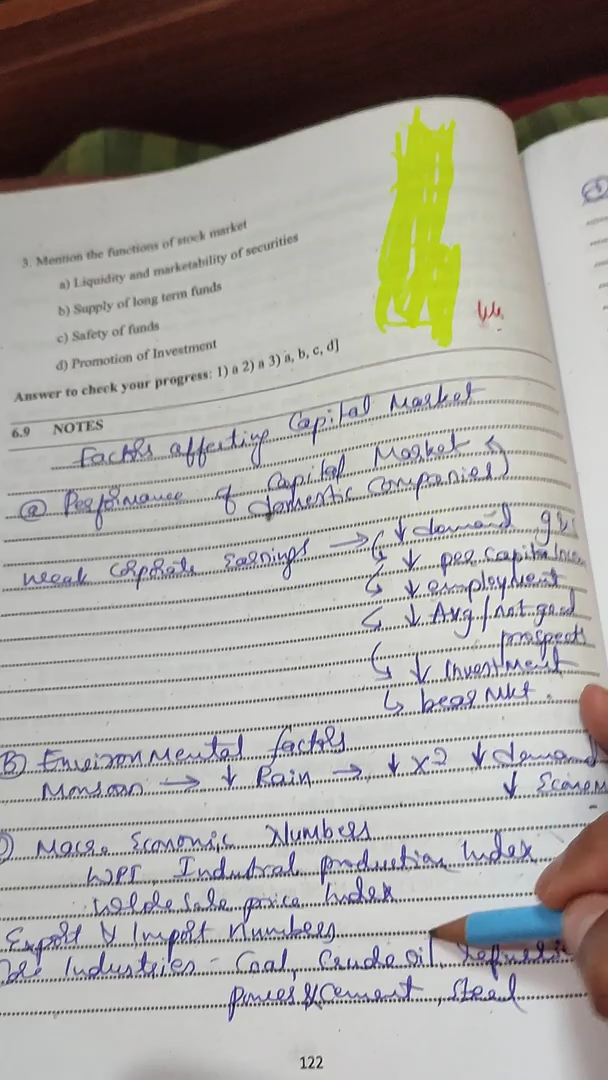 3. Mention the functions of stock market
a) Liquidity and marketability of securities
b) Supply of long term funds
c) Safety of funds
d) Promotion of Investment
Answer to check your progress: 1) a 2) a 3) a, b, c, d]
6.9 NOTES
Factors affecting Capital Market
(a) Performance of Capital Market &
domestic Companies
Weak Corporate Earnings → ↳ ↓ demand
↳ ↓ per capita
↳ ↓ employment
↳ ↓ Avg / not good
prospects
↳ ↓ investment
↳ bear Mkt.
B) Environmental factors
Monsoon → ↓ Rain → ↓ ↓ demand
↓
Macro Economic Numbers
Industrial production Index
Wholesale price Index
Export & Import Numbers
Industries - Coal, Crude oil,
Cement, Steel
122